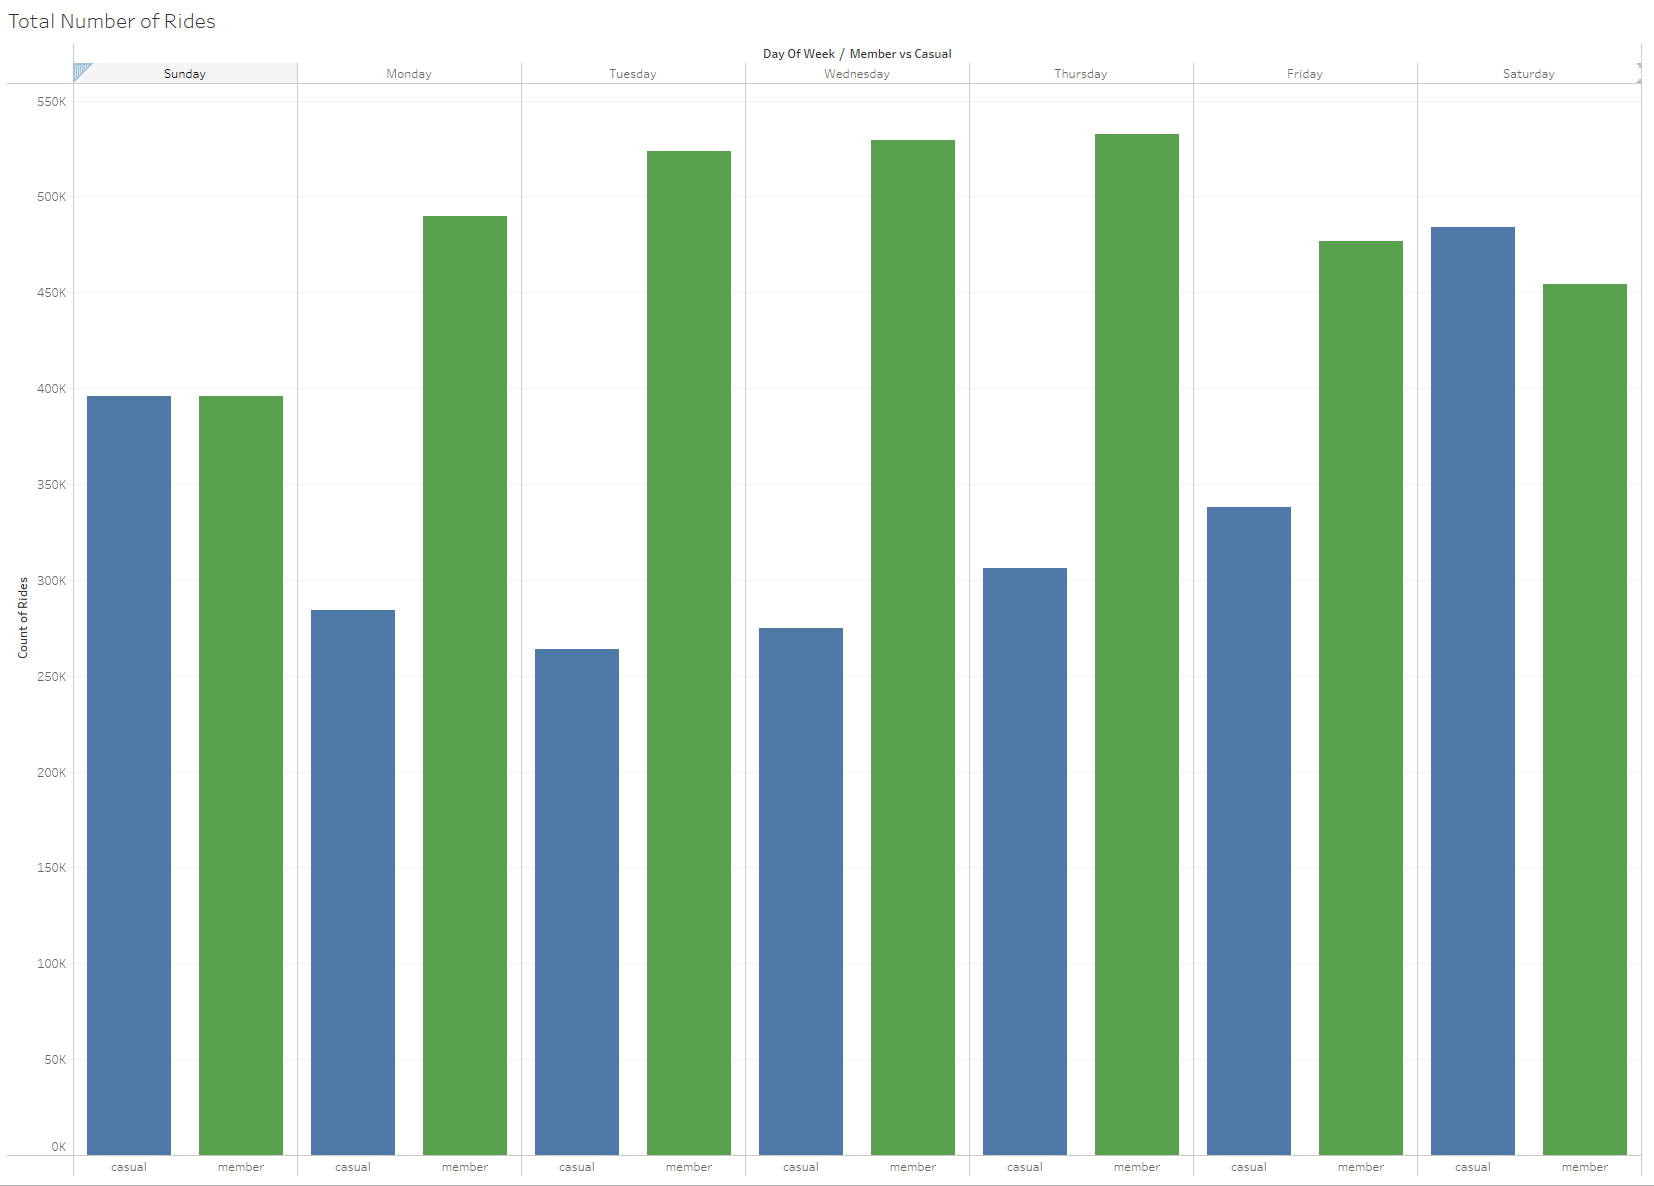 Total Number of Rides
Day Of Week / Member vs Casual
Sunday Monday Tuesday Wednesday Thursday Friday Saturday
550K
500K
450K
400K
350K
300K
250K
200K
150K
100K
50K
0K
Count of Rides
casual member casual member casual member casual member casual member casual member casual member